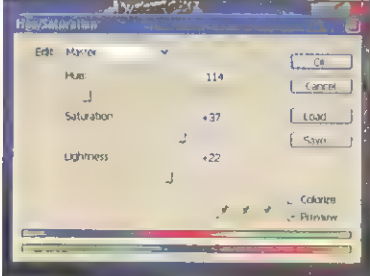 Hue/Saturation
Edit: Master
OK
Hue: 114
Cancel
Saturation: +37
Load
Save
Lightness: +22
Colorize
Preview